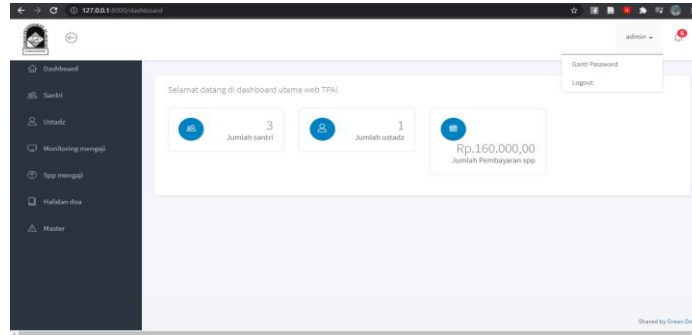 127.0.0.1:8000/dashboard
admin
6
Ganti Password
Logout
Dashboard
Santri
Ustadz
Monitoring mengaji
Spp mengaji
Hafalan doa
Master
Selamat datang di dashboard utama web TPA!
3
Jumlah santri
1
Jumlah ustadz
Rp.160.000,00
Jumlah Pembayaran spp
Shared by Green De